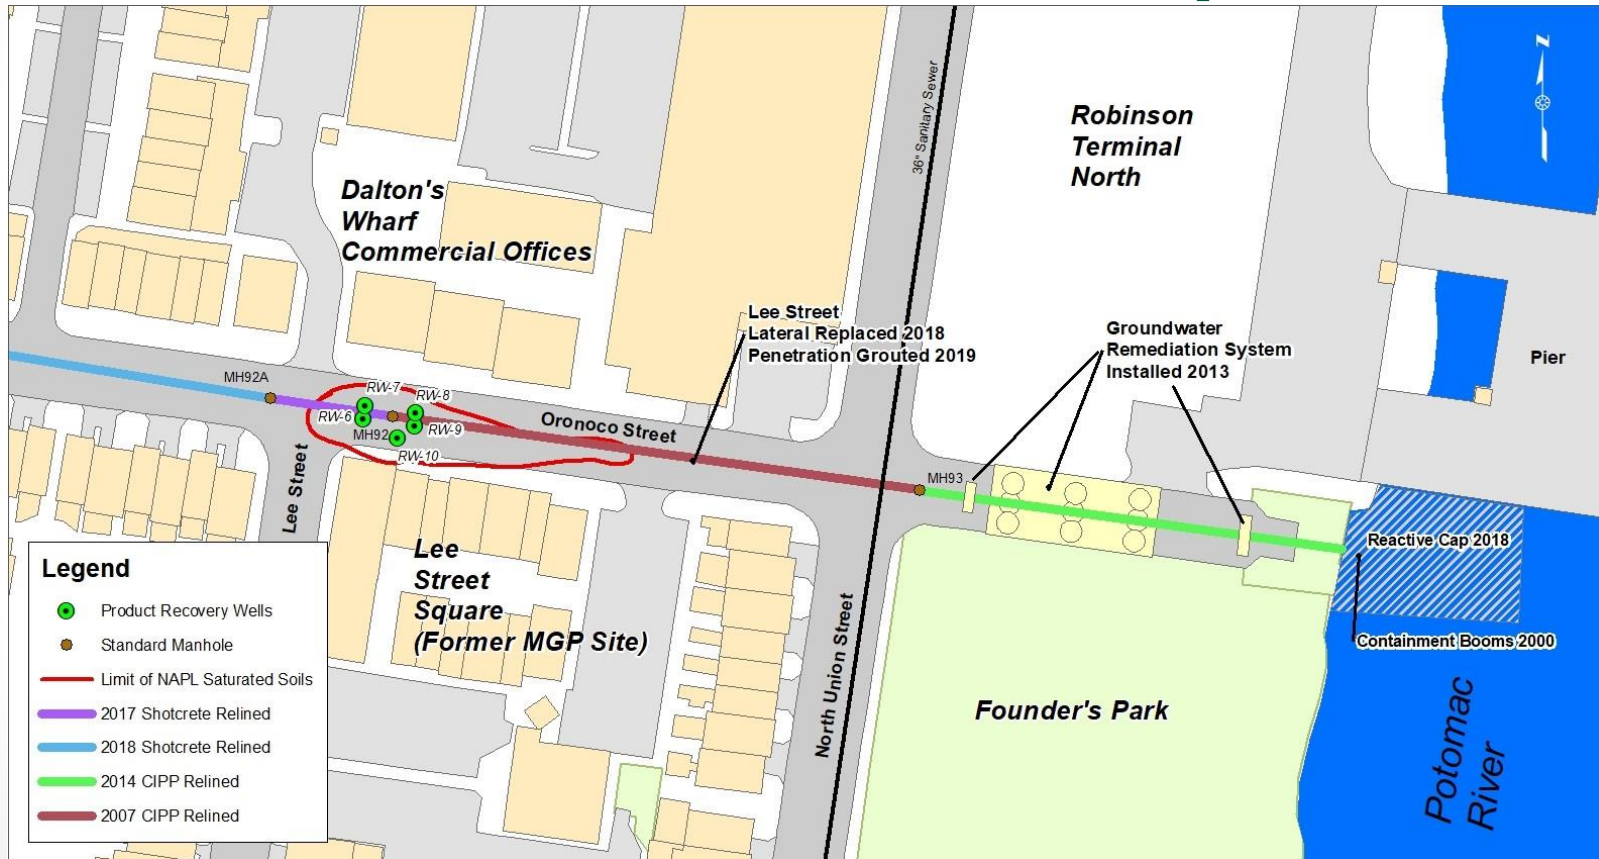 36" Sanitary Sewer
Robinson
Terminal
North
Dalton's
Wharf
Commercial Offices
Lee Street
Lateral Replaced 2018
Penetration Grouted 2019
Groundwater
Remediation System
Installed 2013
Pier
MH92A
RW-7
RW-8
RW-6
RW-9
MH92
RW-10
Oronoco Street
MH93
Lee Street
Reactive Cap 2018
Containment Booms 2000
Lee
Street
Square
(Former MGP Site)
North Union Street
Founder's Park
Potomac
River
Legend
Product Recovery Wells
Standard Manhole
Limit of NAPL Saturated Soils
2017 Shotcrete Relined
2018 Shotcrete Relined
2014 CIPP Relined
2007 CIPP Relined
N